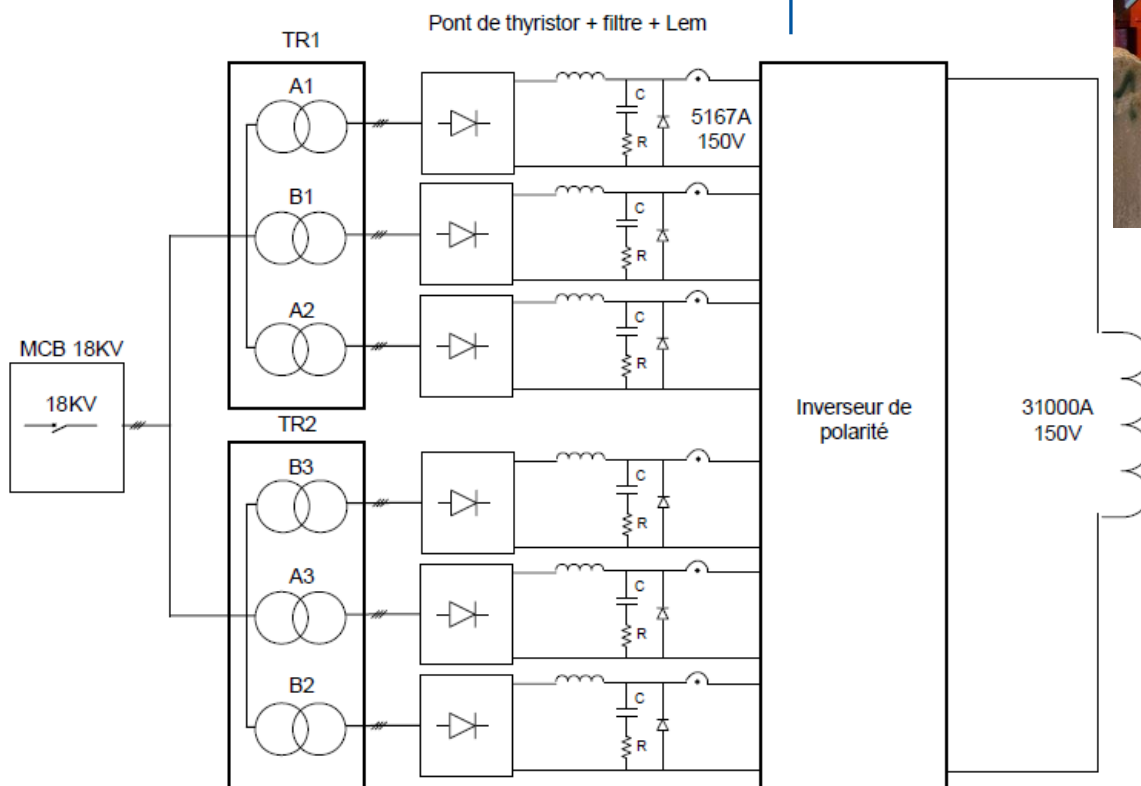 Pont de thyristor + filtre + Lem
TR1
A1
C
R
5167A
150V
B1
C
R
A2
C
R
MCB 18KV
18KV
TR2
B3
C
R
A3
C
R
B2
C
R
Inverseur de
polarité
31000A
150V